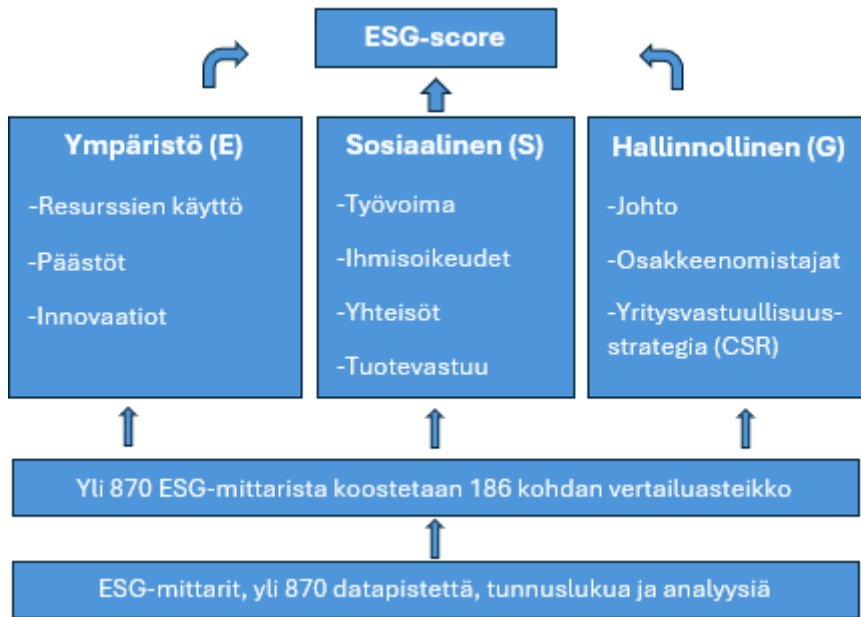 ESG-score
Ympäristö (E)
-Resurssien käyttö
-Päästöt
-Innovaatiot
Sosiaalinen (S)
-Työvoima
-Ihmisoikeudet
-Yhteisöt
-Tuotevastuu
Hallinnollinen (G)
-Johto
-Osakkeenomistajat
-Yritysvastuullisuus-
strategia (CSR)
Yli 870 ESG-mittarista koostetaan 186 kohdan vertailuasteikko
ESG-mittarit, yli 870 datapistettä, tunnuslukua ja analyysiä